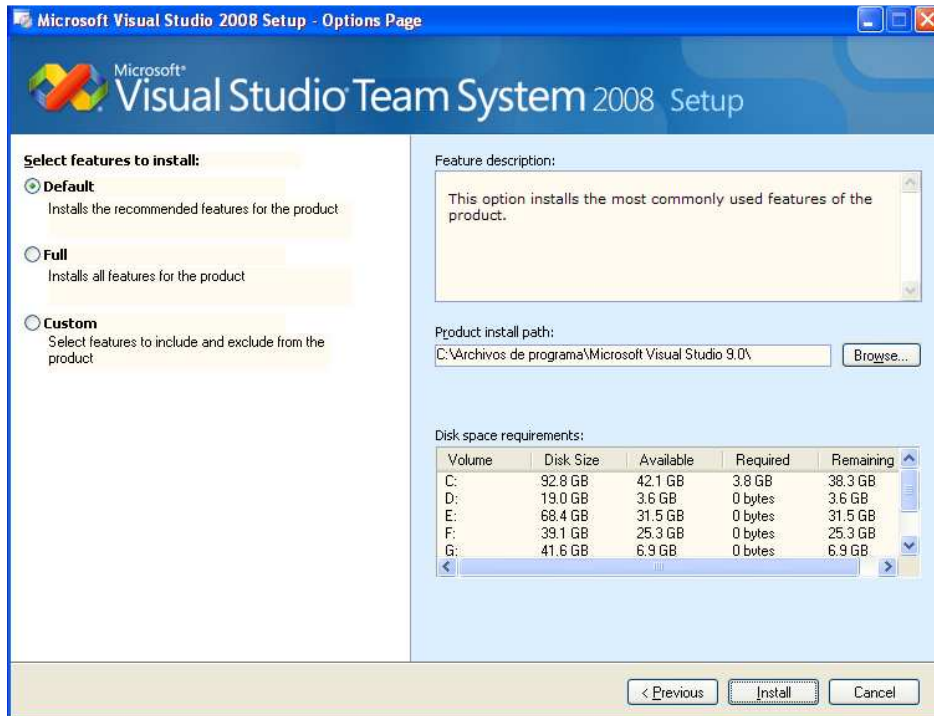 Microsoft Visual Studio 2008 Setup - Options Page
Microsoft®
Visual Studio Team System 2008 Setup
Select features to install:
Default
Installs the recommended features for the product
Full
Installs all features for the product
Custom
Select features to include and exclude from the
product
Feature description:
This option installs the most commonly used features of the
product.
Product install path:
C:\Archivos de programa\Microsoft Visual Studio 9.0\
Browse...
Disk space requirements:
Volume Disk Size Available Required Remaining
C: 92.8 GB 42.1 GB 3.8 GB 38.3 GB
D: 19.0 GB 3.6 GB 0 bytes 3.6 GB
E: 68.4 GB 31.5 GB 0 bytes 31.5 GB
F: 39.1 GB 25.3 GB 0 bytes 25.3 GB
G: 41.6 GB 6.9 GB 0 bytes 6.9 GB
< Previous Install Cancel